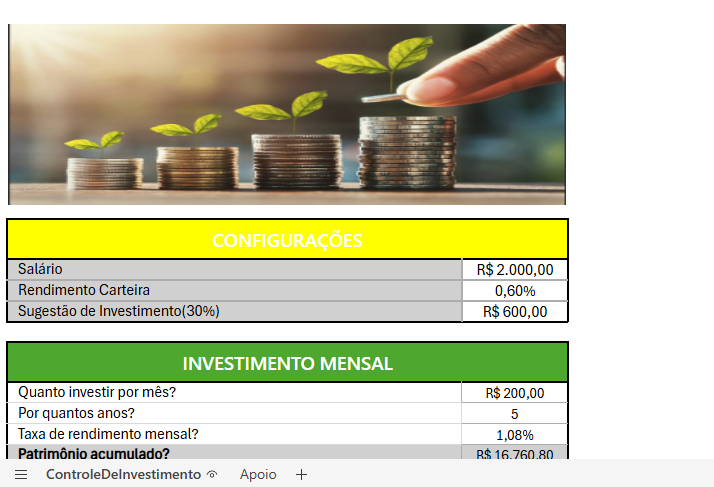 CONFIGURAÇÕES
Salário R$ 2.000,00
Rendimento Carteira 0,60%
Sugestão de Investimento(30%) R$ 600,00
INVESTIMENTO MENSAL
Quanto investir por mês? R$ 200,00
Por quantos anos? 5
Taxa de rendimento mensal? 1,08%
Patrimônio acumulado? R$ 16.760,80
ControleDeInvestimento Apoio +